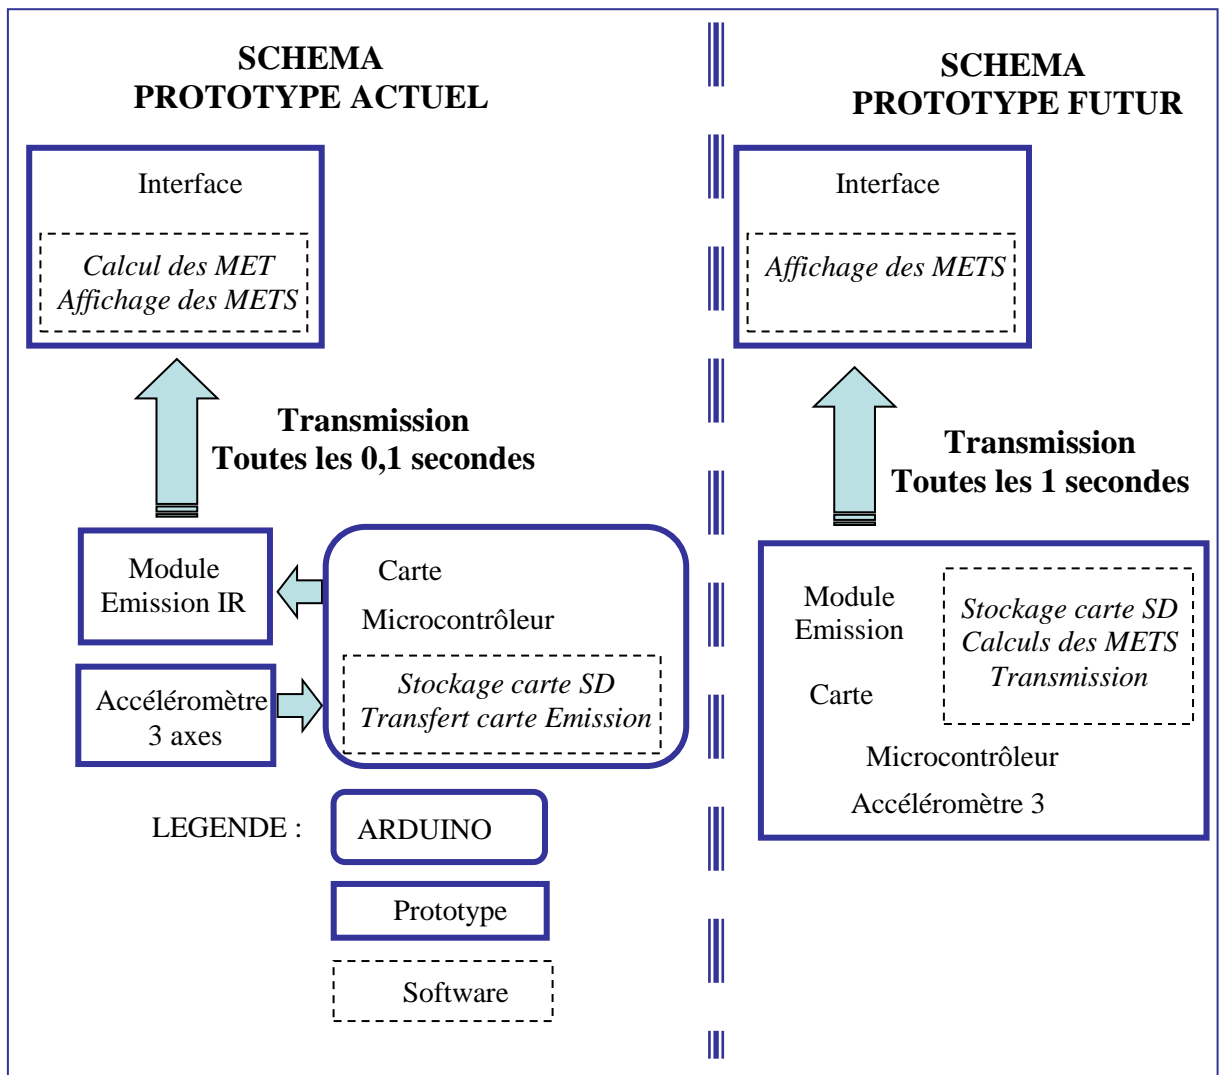 SCHEMA
PROTOTYPE ACTUEL
Interface
Calcul des MET
Affichage des METS
Transmission
Toutes les 0,1 secondes
Module
Emission IR
Carte
Microcontrôleur
Stockage carte SD
Transfert carte Emission
Accéléromètre
3 axes
LEGENDE :
ARDUINO
Prototype
Software
SCHEMA
PROTOTYPE FUTUR
Interface
Affichage des METS
Transmission
Toutes les 1 secondes
Module
Emission
Stockage carte SD
Calculs des METS
Transmission
Carte
Microcontrôleur
Accéléromètre 3